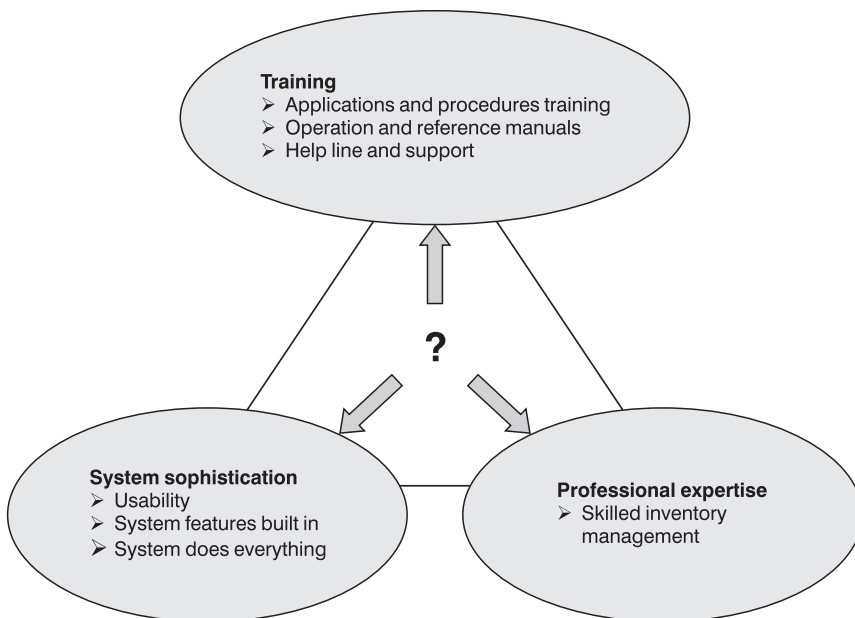 Training
➢ Applications and procedures training
➢ Operation and reference manuals
➢ Help line and support
?
System sophistication
➢ Usability
➢ System features built in
➢ System does everything
Professional expertise
➢ Skilled inventory
management